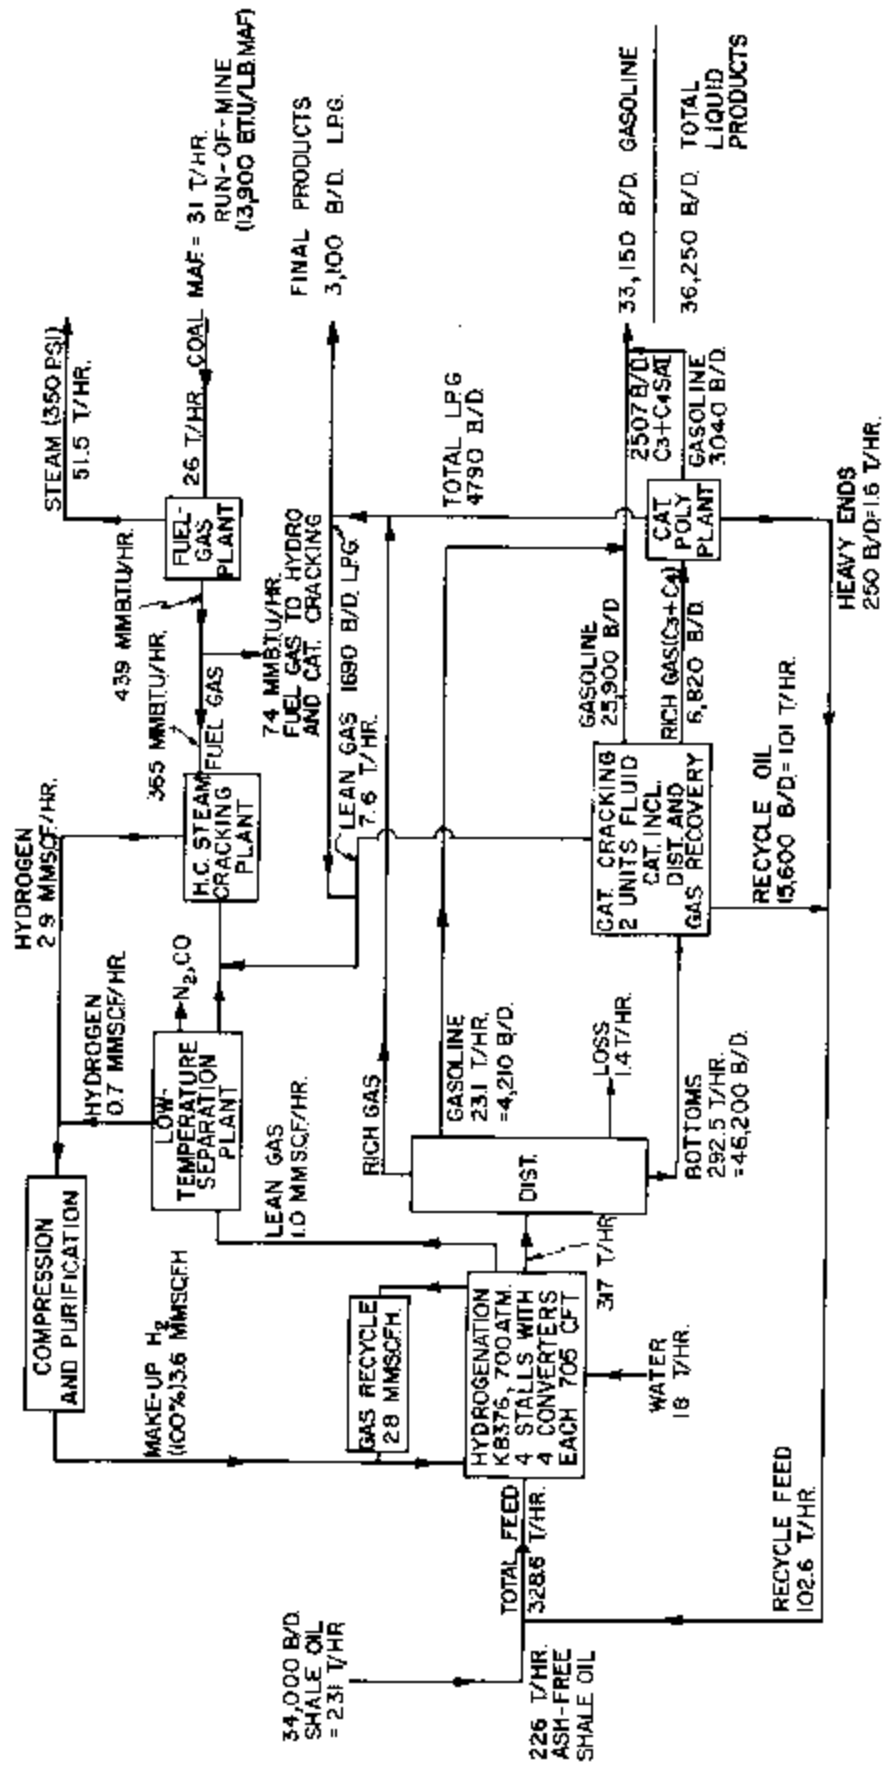 34,000 B/D.
SHALE OIL
= 231 T/HR
226 T/HR.
ASH-FREE
SHALE OIL
TOTAL FEED
328.6 T/HR.
RECYCLE FEED
102.6 T/HR.
COMPRESSION
AND PURIFICATION
MAKE-UP H2
(100%)3.6 MMSCFH
GAS RECYCLE
28 MMSCFH.
HYDROGENATION
KB376, 700 ATM.
4 STALLS WITH
4 CONVERTERS
EACH 705 CFT
WATER
18 T/HR.
317 T/HR
LEAN GAS
1.0 MMSCF/HR.
HYDROGEN
2.9 MMSCF/HR.
HYDROGEN
0.7 MMSCF/HR.
LOW-
TEMPERATURE
SEPARATION
PLANT
N2,CO
DIST.
RICH GAS
GASOLINE
23.1 T/HR,
=4,210 B/D.
LOSS
1.4 T/HR.
BOTTOMS
292.5 T/HR.
=46,200 B/D.
H.C. STEAM
CRACKING
PLANT
365 MMBTU/HR.
FUEL GAS
439 MMBTU/HR.
74 MMBTU/HR.
FUEL GAS TO HYDRO
AND CAT. CRACKING
LEAN GAS
7.6 T/HR.
1690 B/D. LPG.
CAT. CRACKING
2 UNITS FLUID
CAT. INCL.
DIST. AND
GAS RECOVERY
GASOLINE
25,900 B/D
RICH GAS(C3+C4)
6,820 B/D.
RECYCLE OIL
15,600 B/D.=101 T/HR.
FUEL-
GAS
PLANT
STEAM (350 PSI)
51.5 T/HR.
26 T/HR. COAL MAF.= 31 T/HR.
RUN-OF-MINE
(13,900 BTU/LB.MAF)
TOTAL LPG
4790 B/D.
CAT.
POLY
PLANT
2507 B/D.
C3+C4 SAT.
GASOLINE
3040 B/D.
HEAVY ENDS
250 B/D=1.6 T/HR.
FINAL PRODUCTS
3,100 B/D. LPG.
33,150 B/D. GASOLINE
36,250 B/D. TOTAL
LIQUID
PRODUCTS